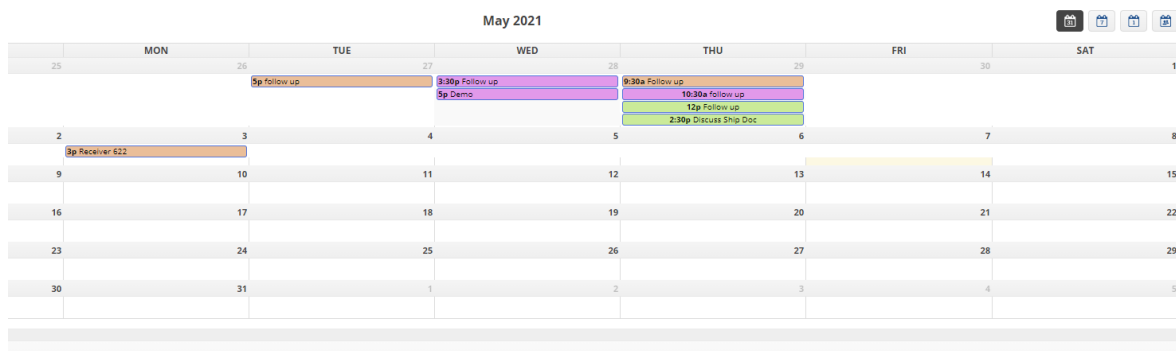 May 2021
31 7 1
MON TUE WED THU FRI SAT
25 26 27 28 29 30 1
5p follow up 3:30p Follow up 9:30a Follow up
5p Demo 10:30a follow up
12p Follow up
2:30p Discuss Ship Doc
2 3 4 5 6 7 8
3p Receiver 622
9 10 11 12 13 14 15
16 17 18 19 20 21 22
23 24 25 26 27 28 29
30 31 1 2 3 4 5